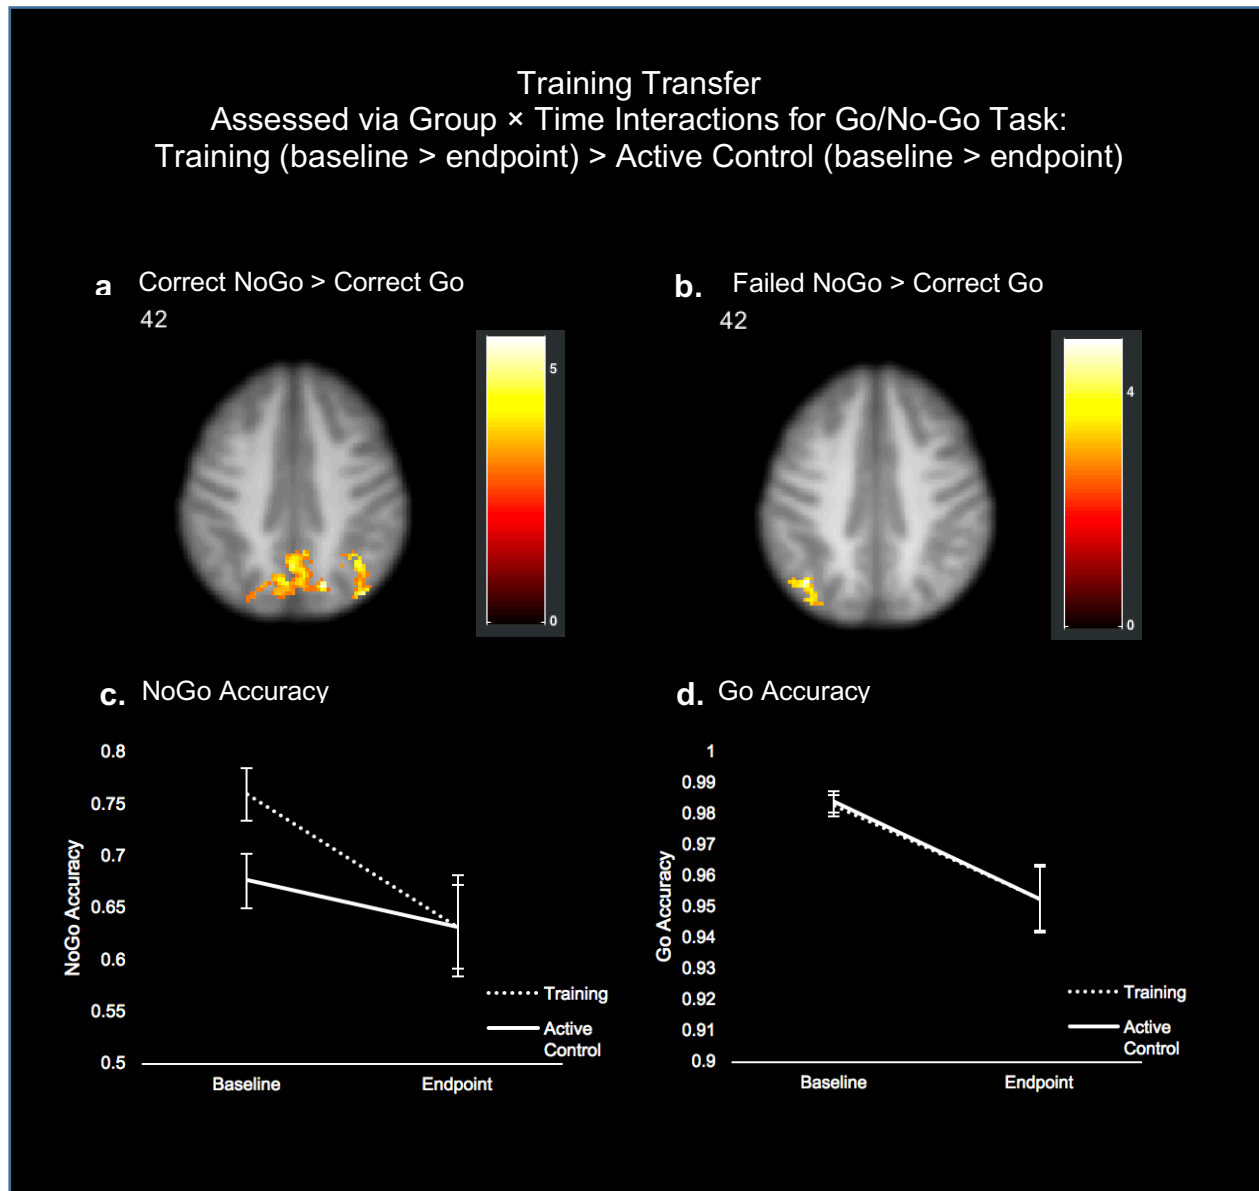 Training Transfer
Assessed via Group × Time Interactions for Go/No-Go Task:
Training (baseline > endpoint) > Active Control (baseline > endpoint)
a Correct NoGo > Correct Go
42
5
0
b. Failed NoGo > Correct Go
42
4
0
c. NoGo Accuracy
0.8
0.75
0.7
0.65
0.6
0.55
0.5
NoGo Accuracy
Baseline
Endpoint
Training
Active
Control
d. Go Accuracy
1
0.99
0.98
0.97
0.96
0.95
0.94
0.93
0.92
0.91
0.9
Go Accuracy
Baseline
Endpoint
Training
Active
Control